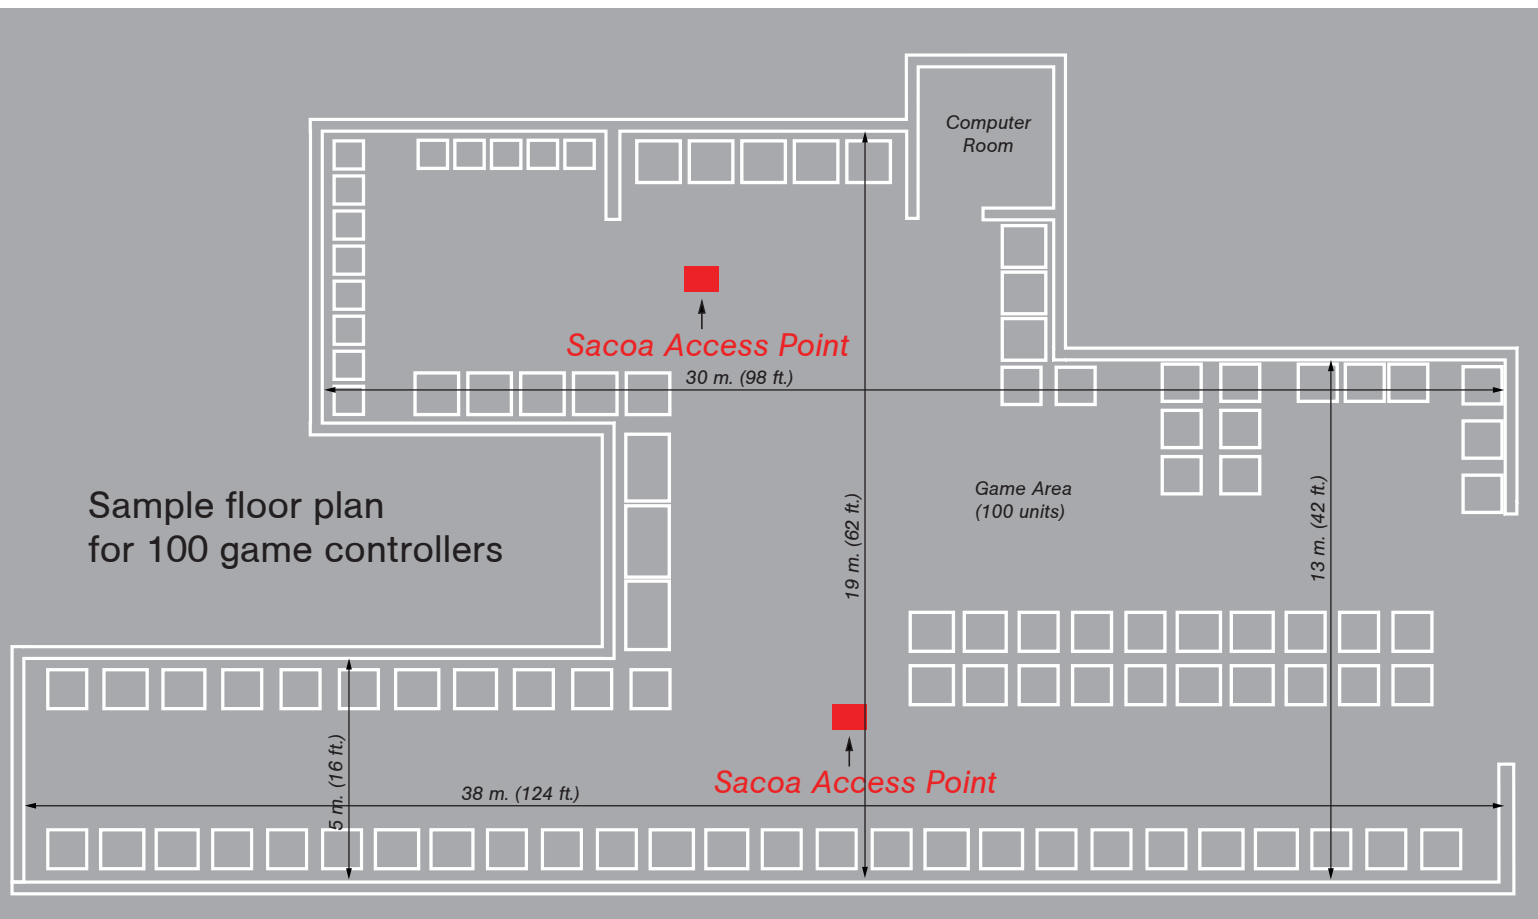 Computer
Room
Sacoa Access Point
30 m. (98 ft.)
Sample floor plan
for 100 game controllers
Game Area
(100 units)
19 m. (62 ft.)
13 m. (42 ft.)
5 m. (16 ft.)
Sacoa Access Point
38 m. (124 ft.)